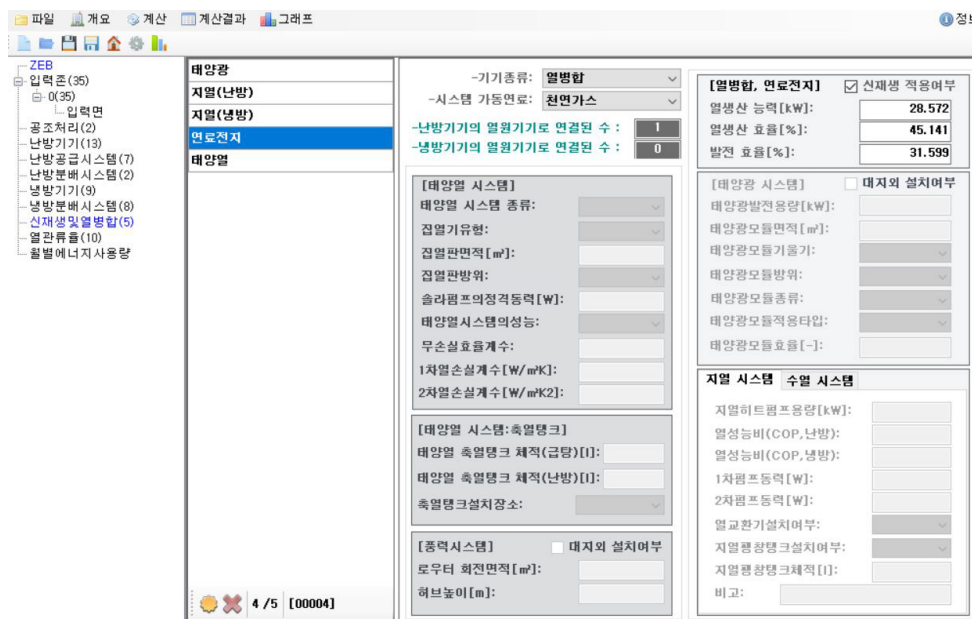 파일 개요 계산 계산결과 그래프
정보
ZEB
입력존(35)
0(35)
입력면
공조처리(2)
난방기기(13)
난방공급시스템(7)
난방분배시스템(2)
냉방기기(9)
냉방분배시스템(8)
신재생및열병합(5)
열관류율(10)
월별에너지사용량
태양광
지열(난방)
지열(냉방)
연료전지
태양열
4 /5 [00004]
-기기종류: 열병합
-시스템 가동연료: 천연가스
-난방기기의 열원기기로 연결된 수 : 1
-냉방기기의 열원기기로 연결된 수 : 0
[태양열 시스템]
태양열 시스템 종류:
집열기유형:
집열판면적[㎡]:
집열판방위:
솔라펌프의정격동력[W]:
태양열시스템의성능:
무손실효율계수:
1차열손실계수[W/㎡K]:
2차열손실계수[W/㎡K2]:
[태양열 시스템:축열탱크]
태양열 축열탱크 체적(급탕)[l]:
태양열 축열탱크 체적(난방)[l]:
축열탱크설치장소:
[풍력시스템] 대지외 설치여부
로우터 회전면적[㎡]:
허브높이[m]:
[열병합, 연료전지] 신재생 적용여부
열생산 능력[kW]: 28.572
열생산 효율[%]: 45.141
발전 효율[%]: 31.599
[태양광 시스템] 대지외 설치여부
태양광발전용량[kW]:
태양광모듈면적[㎡]:
태양광모듈기울기:
태양광모듈방위:
태양광모듈종류:
태양광모듈적용타입:
태양광모듈효율[-]:
지열 시스템 수열 시스템
지열히트펌프용량[kW]:
열성능비(COP,난방):
열성능비(COP,냉방):
1차펌프동력[W]:
2차펌프동력[W]:
열교환기설치여부:
지열팽창탱크설치여부:
지열팽창탱크체적[l]:
비고: